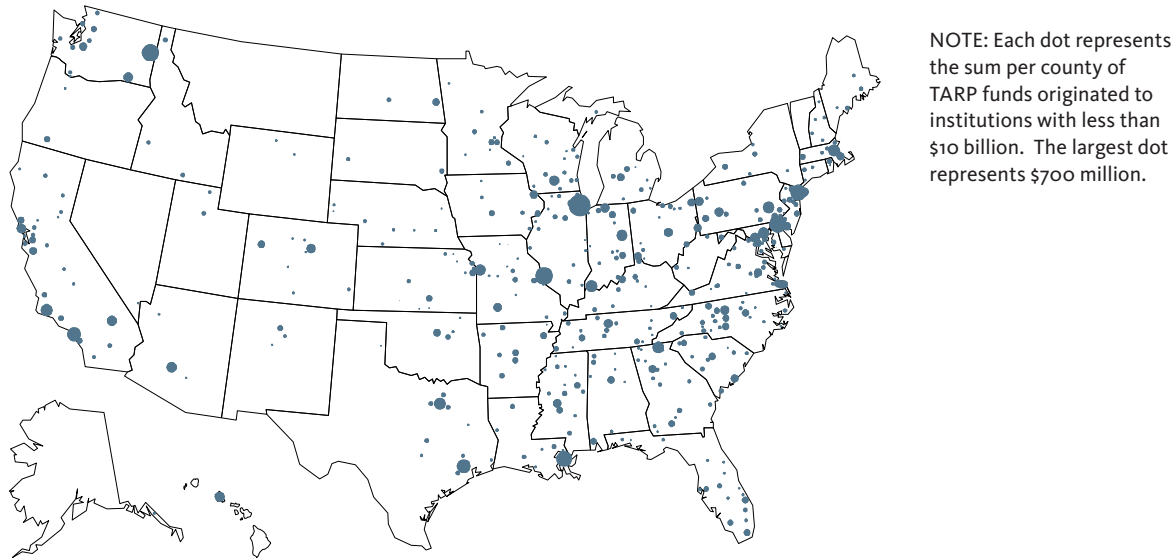 NOTE: Each dot represents
the sum per county of
TARP funds originated to
institutions with less than
$10 billion.  The largest dot
represents $700 million.